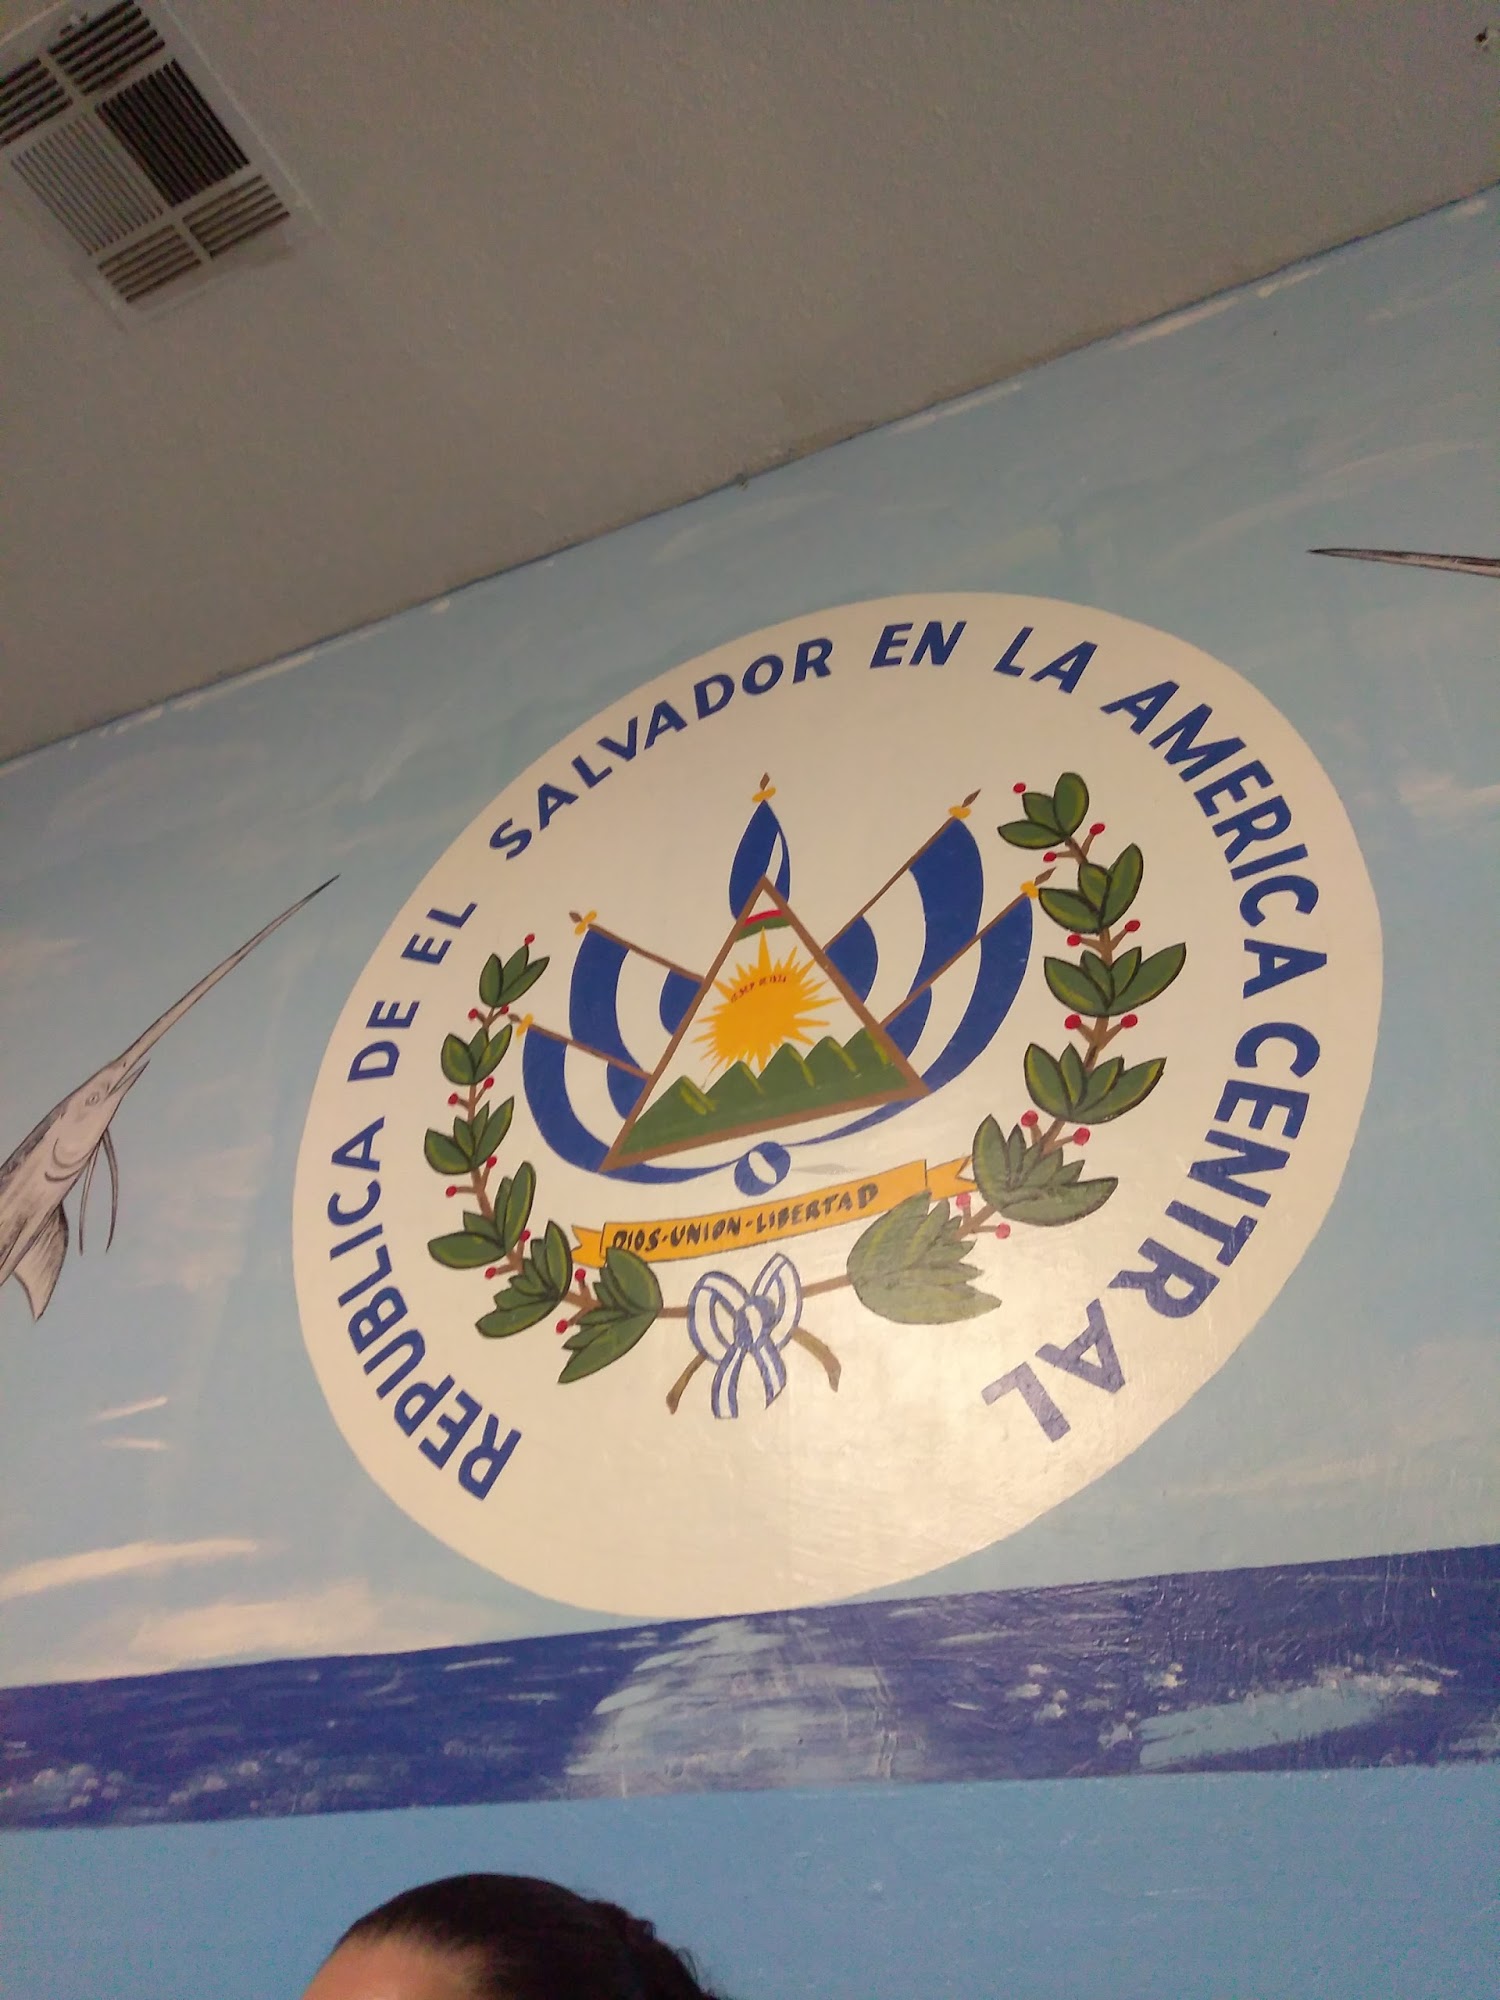 REPUBLICA DE EL SALVADOR EN LA AMERICA CENTRAL
DIOS-UNION-LIBERTAD